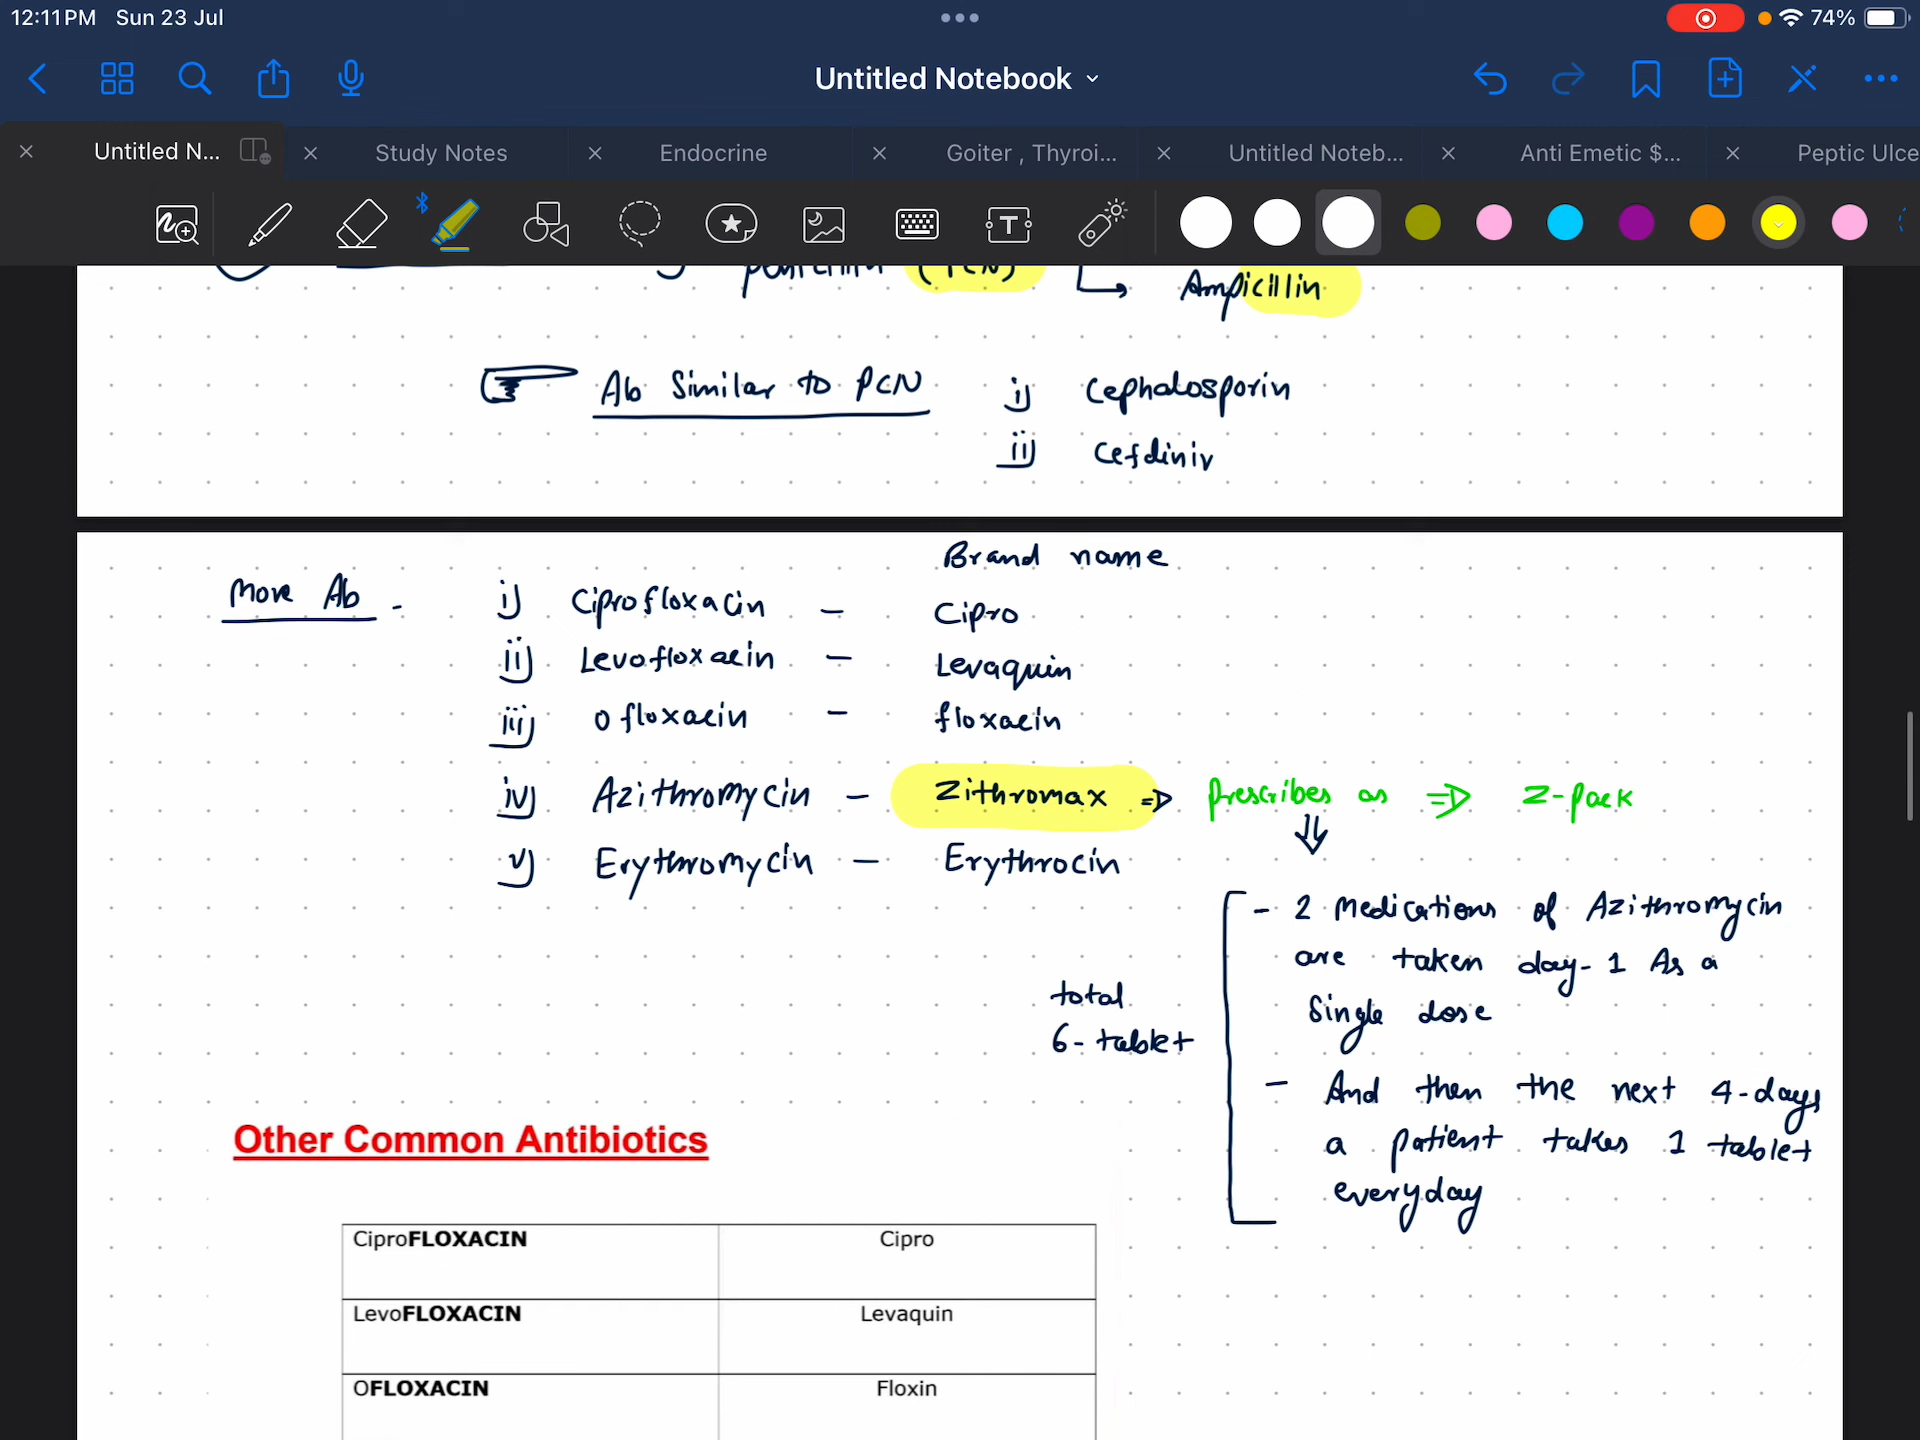 12:11 PM Sun 23 Jul
74%
Untitled Notebook
Untitled N...
Study Notes
Endocrine
Goiter , Thyroi...
Untitled Noteb...
Anti Emetic $...
Peptic Ulce
T
(PCN)
Ampicillin
Ab Similar to PCN
i) Cephalosporin
ii) Cefdinir
Brand name
More Ab -
i) Ciprofloxacin - Cipro
ii) Levofloxacin - Levaquin
iii) Ofloxacin - floxacin
iv) Azithromycin - Zithromax => Prescribes as => Z-pack
v) Erythromycin - Erythrocin
- 2 Medications of Azithromycin
are taken day-1 As a
Single dose
total
6-tablet
- And then the next 4-days
a patient takes 1 tablet
everyday
Other Common Antibiotics
CiproFLOXACIN Cipro
LevoFLOXACIN Levaquin
OFLOXACIN Floxin